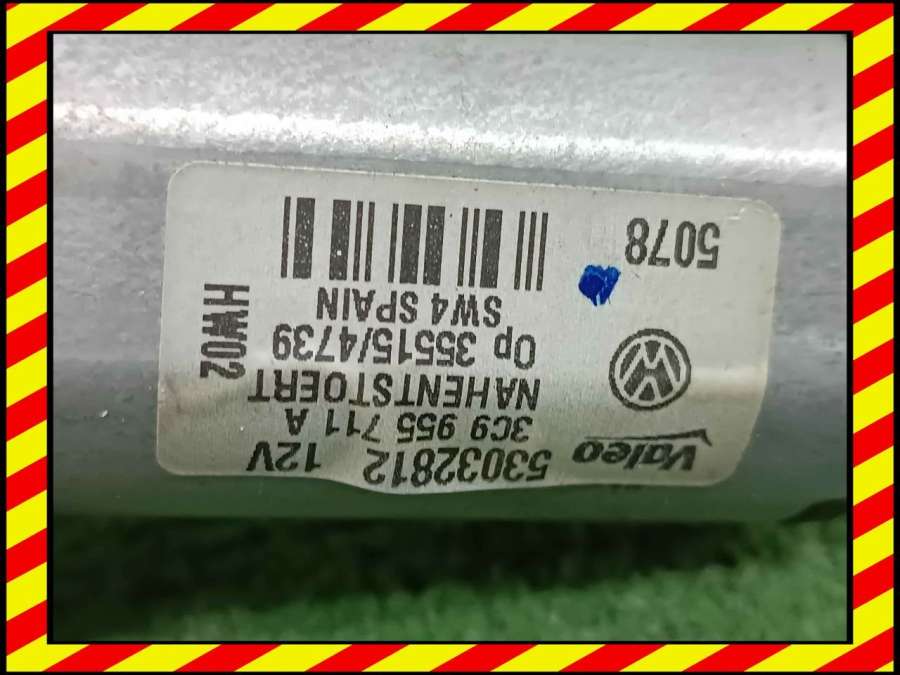 Valeo 53032812 12V
3C9 955 711 A
NAHENTSTOERT
Op 35515/4739
SW4 SPAIN
HW02
5078